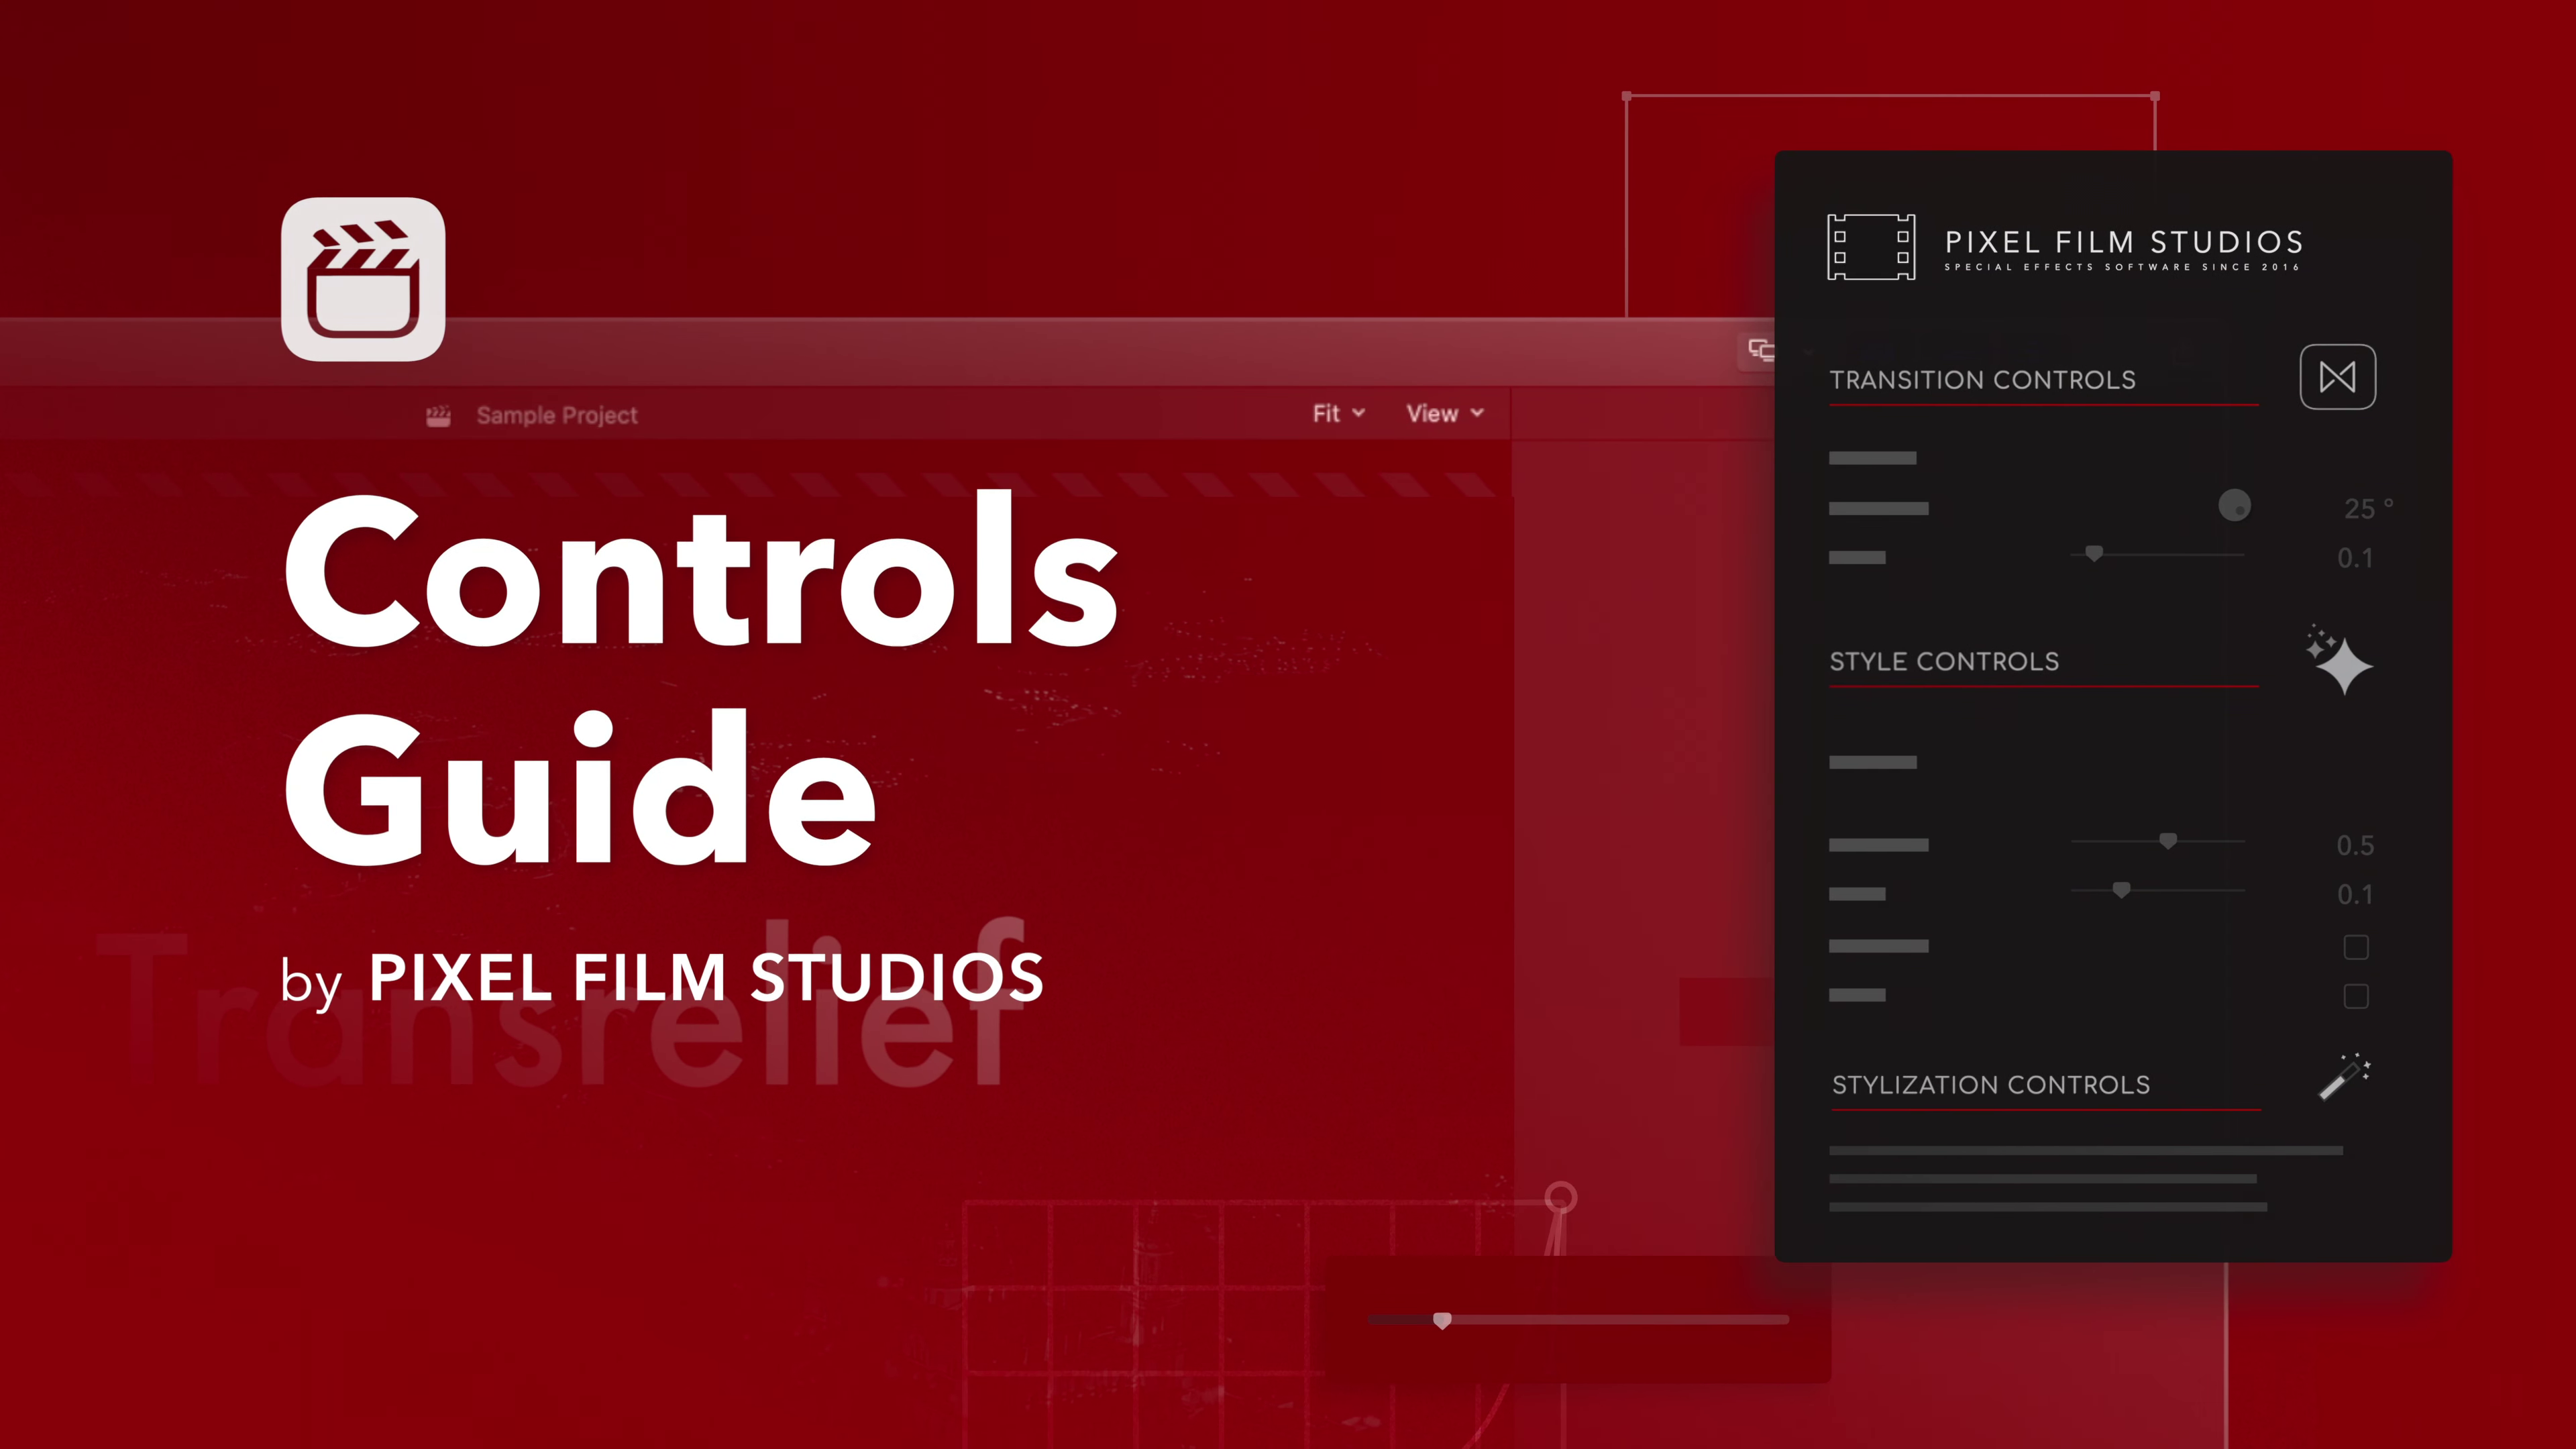 Sample Project
Fit
View
Controls
Guide
by PIXEL FILM STUDIOS
Transrelief
PIXEL FILM STUDIOS
SPECIAL EFFECTS SOFTWARE SINCE 2016
TRANSITION CONTROLS
25 °
0.1
STYLE CONTROLS
0.5
0.1
STYLIZATION CONTROLS